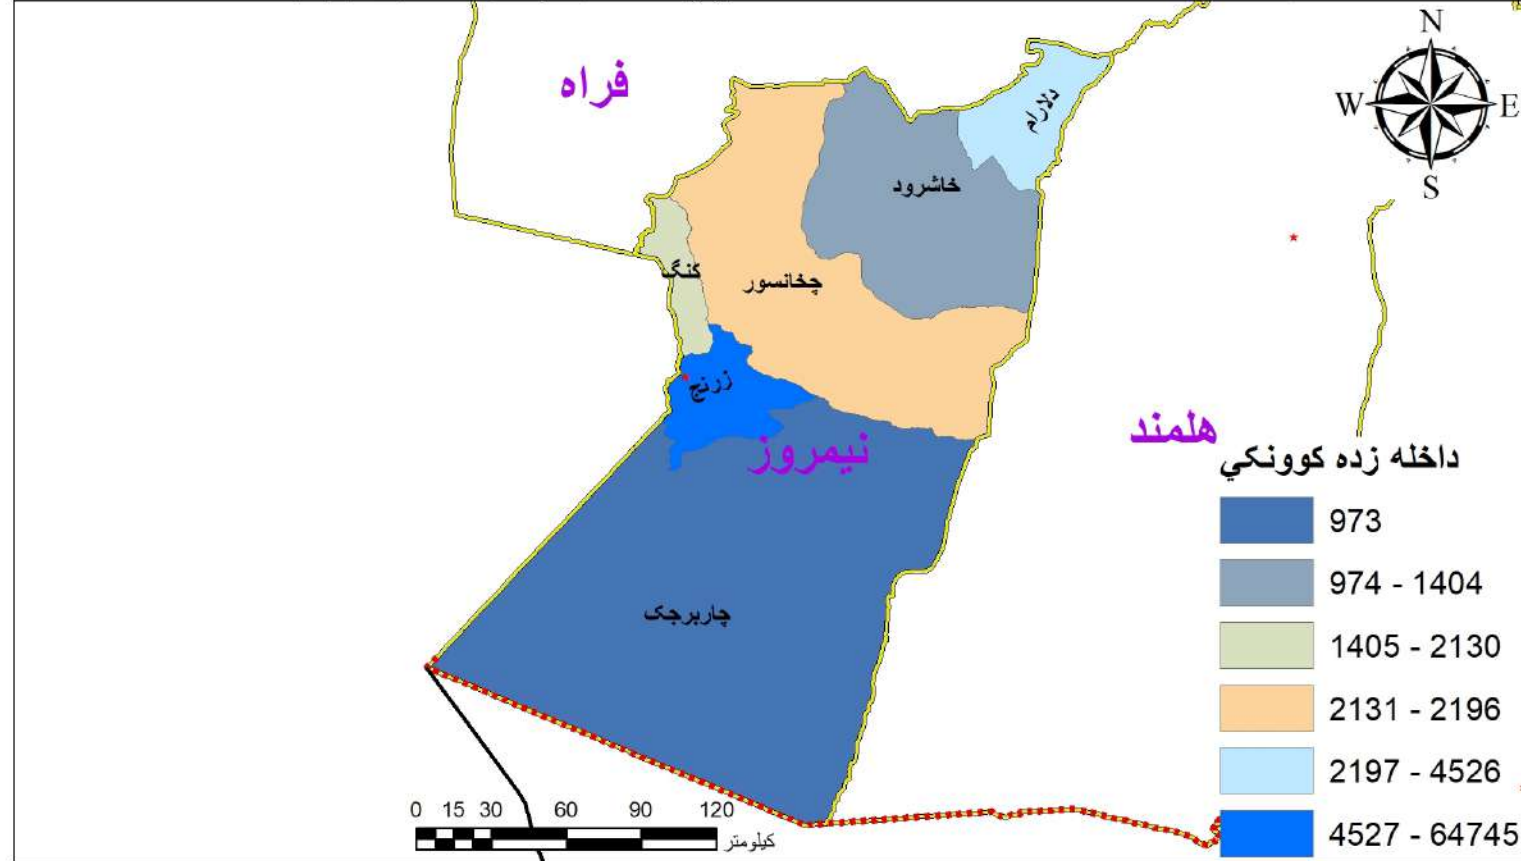 N
W E
S
فراه
دلارام
خاشرود
کنگ
چخانسور
زرنج
نیمروز
هلمند
چاربرجک
داخله زده کوونکي
973
974 - 1404
1405 - 2130
2131 - 2196
2197 - 4526
4527 - 64745
0 15 30 60 90 120
کیلومتر